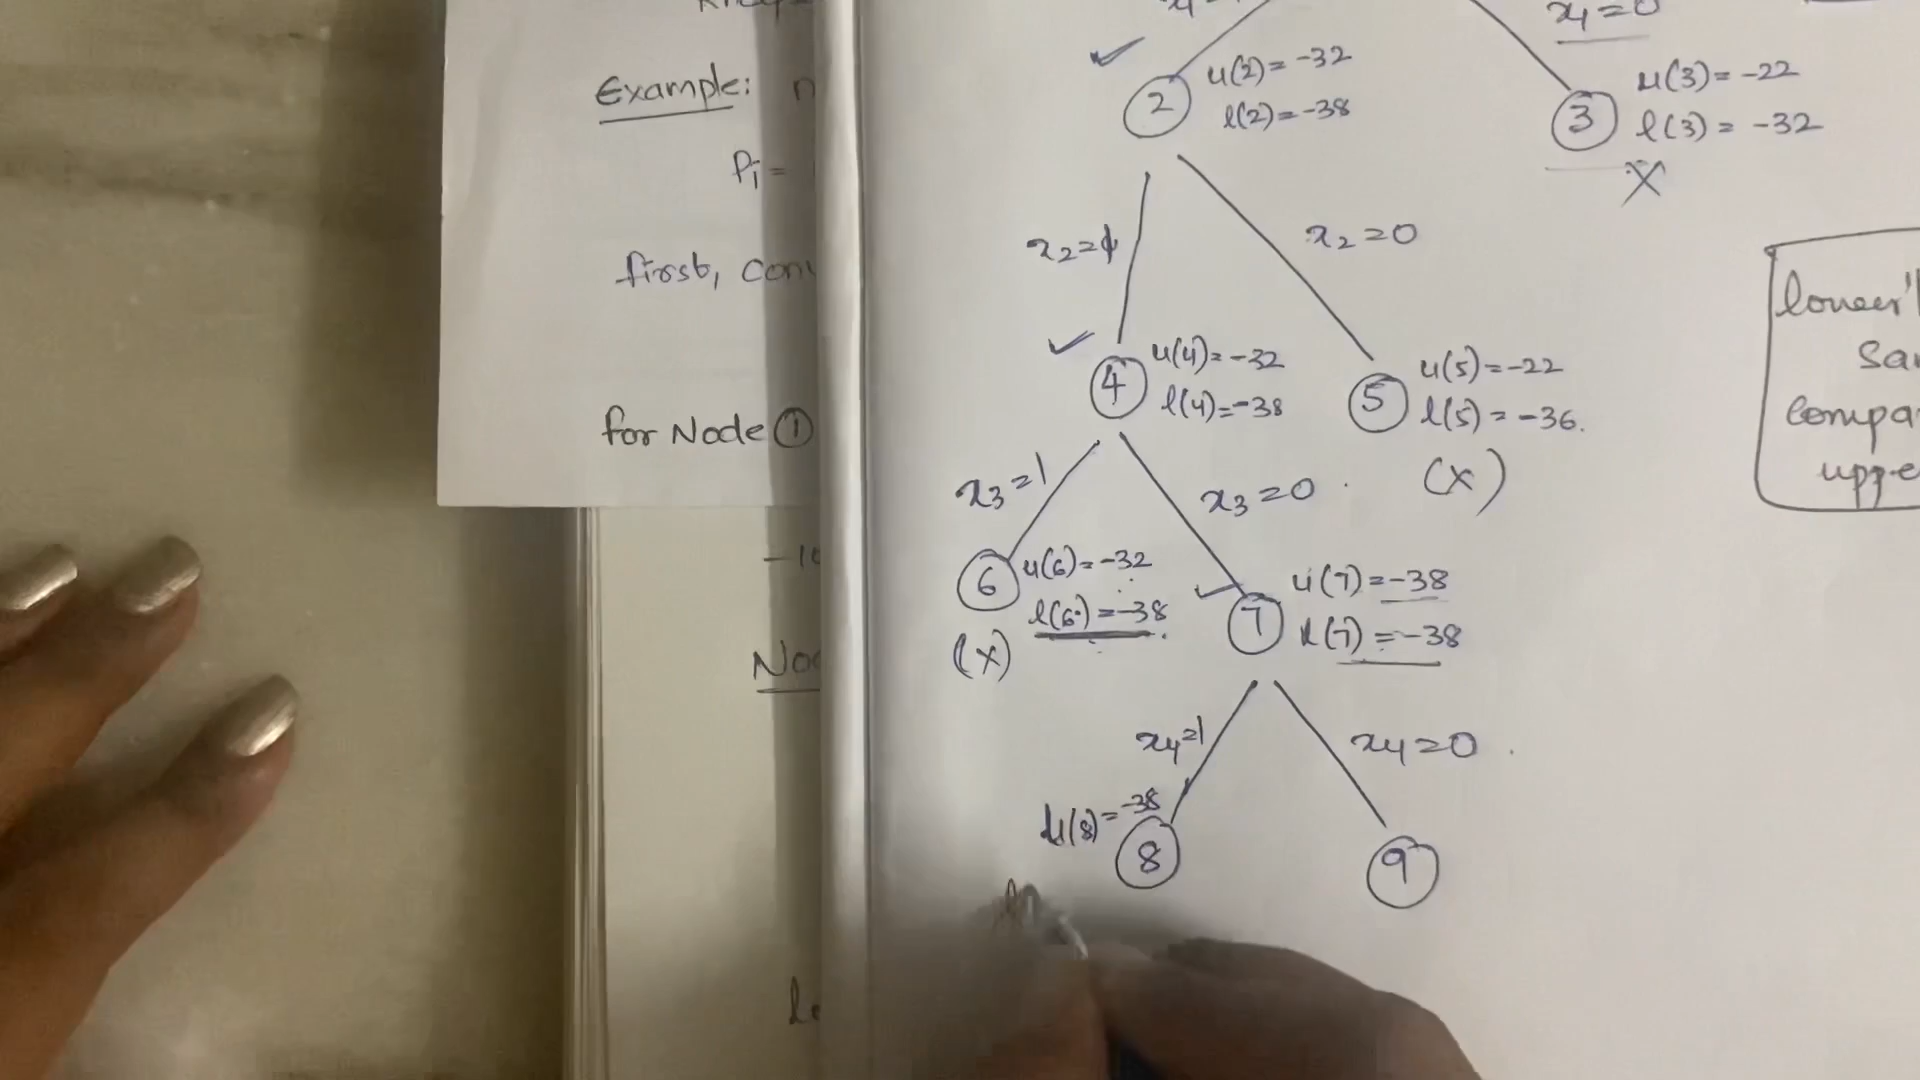 Example: n
Pi =
first, con
for Node ①
-10
No
x4=0
2
u(2)=-32
l(2)=-38
3
u(3)=-22
l(3)=-32
X
x2=1
x2=0
4
u(4)=-32
l(4)=-38
5
u(5)=-22
l(5)=-36.
(X)
x3=1
x3=0
6
u(6)=-32
l(6)=-38
(X)
7
u(7)=-38
l(7)=-38
x4=1
x4=0
u(8)=-38
8
9
lower
Sa
Compa
uppe